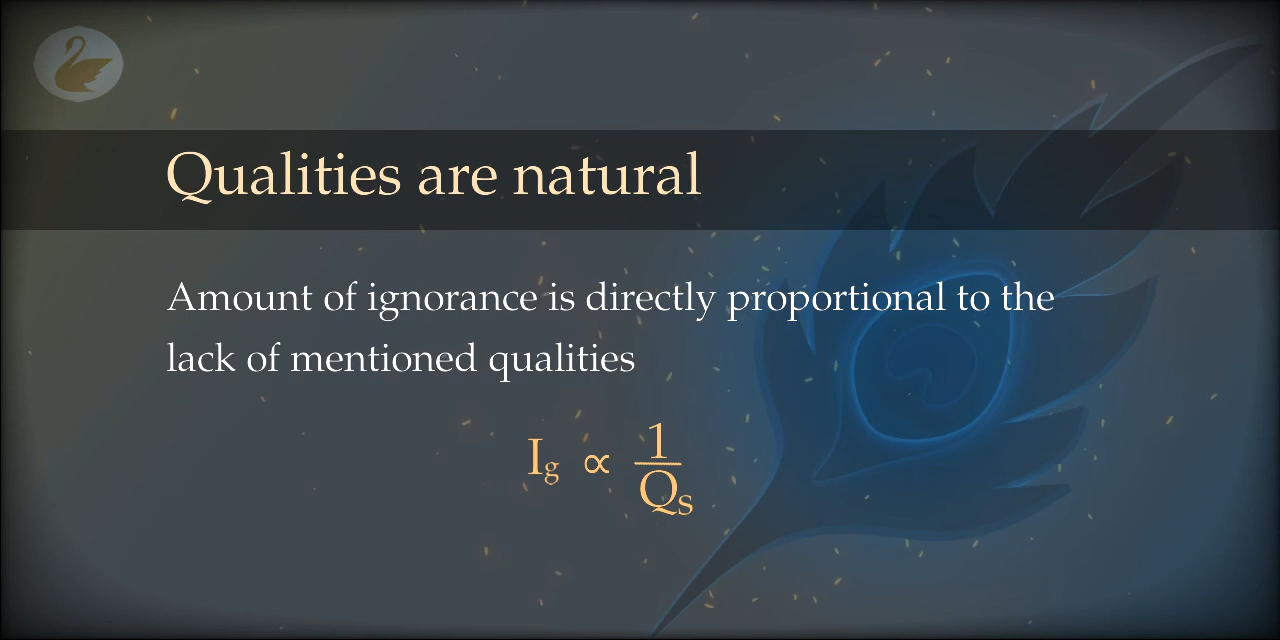 Qualities are natural
Amount of ignorance is directly proportional to the
lack of mentioned qualities
Ig ∝ 1/Qs